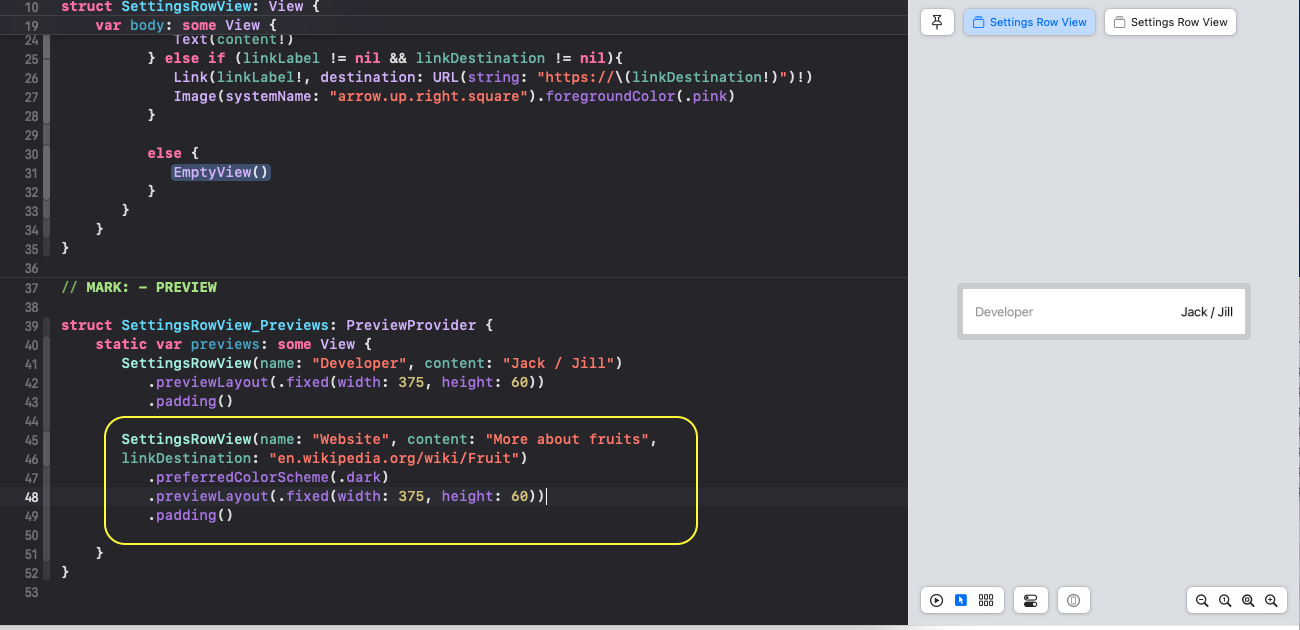 10 struct SettingsRowView: View {
19 var body: some View {
24 Text(content!)
25 } else if (linkLabel != nil && linkDestination != nil){
26 Link(linkLabel!, destination: URL(string: "https://\(linkDestination!)")!)
27 Image(systemName: "arrow.up.right.square").foregroundColor(.pink)
28 }
29
30 else {
31 EmptyView()
32 }
33 }
34 }
35 }
36
37 // MARK: - PREVIEW
38
39 struct SettingsRowView_Previews: PreviewProvider {
40 static var previews: some View {
41 SettingsRowView(name: "Developer", content: "Jack / Jill")
42 .previewLayout(.fixed(width: 375, height: 60))
43 .padding()
44
45 SettingsRowView(name: "Website", content: "More about fruits",
46 linkDestination: "en.wikipedia.org/wiki/Fruit")
47 .preferredColorScheme(.dark)
48 .previewLayout(.fixed(width: 375, height: 60))
49 .padding()
50
51 }
52 }
53
Settings Row View
Settings Row View
Developer Jack / Jill